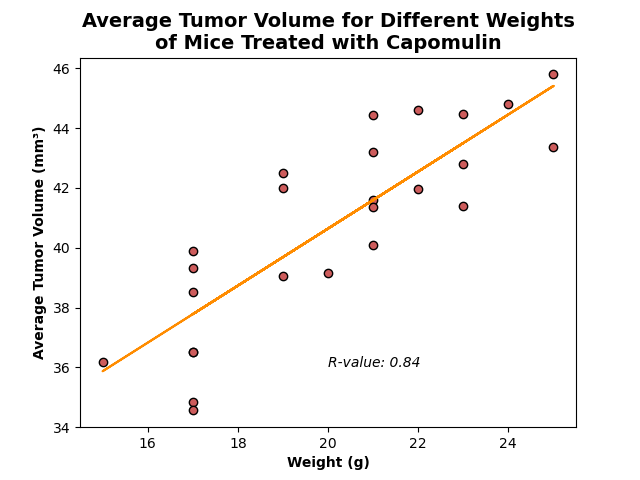 Average Tumor Volume for Different Weights
of Mice Treated with Capomulin
46
44
42
40
38
36
34
Average Tumor Volume (mm³)
R-value: 0.84
16 18 20 22 24
Weight (g)